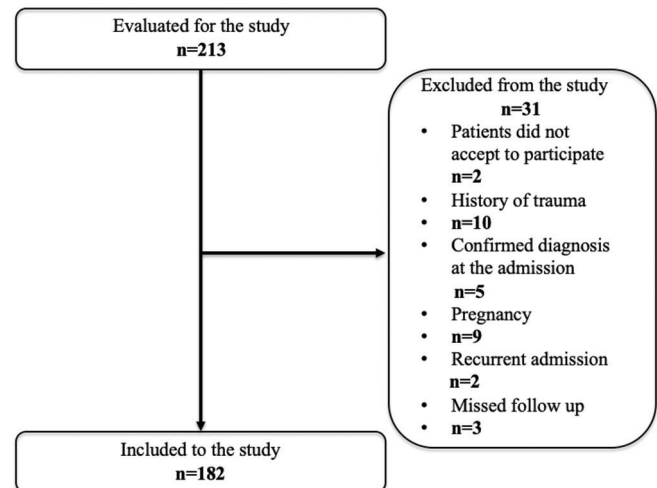 Evaluated for the study
n=213
Excluded from the study
n=31
• Patients did not
accept to participate
n=2
• History of trauma
• n=10
• Confirmed diagnosis
at the admission
n=5
• Pregnancy
• n=9
• Recurrent admission
n=2
• Missed follow up
• n=3
Included to the study
n=182